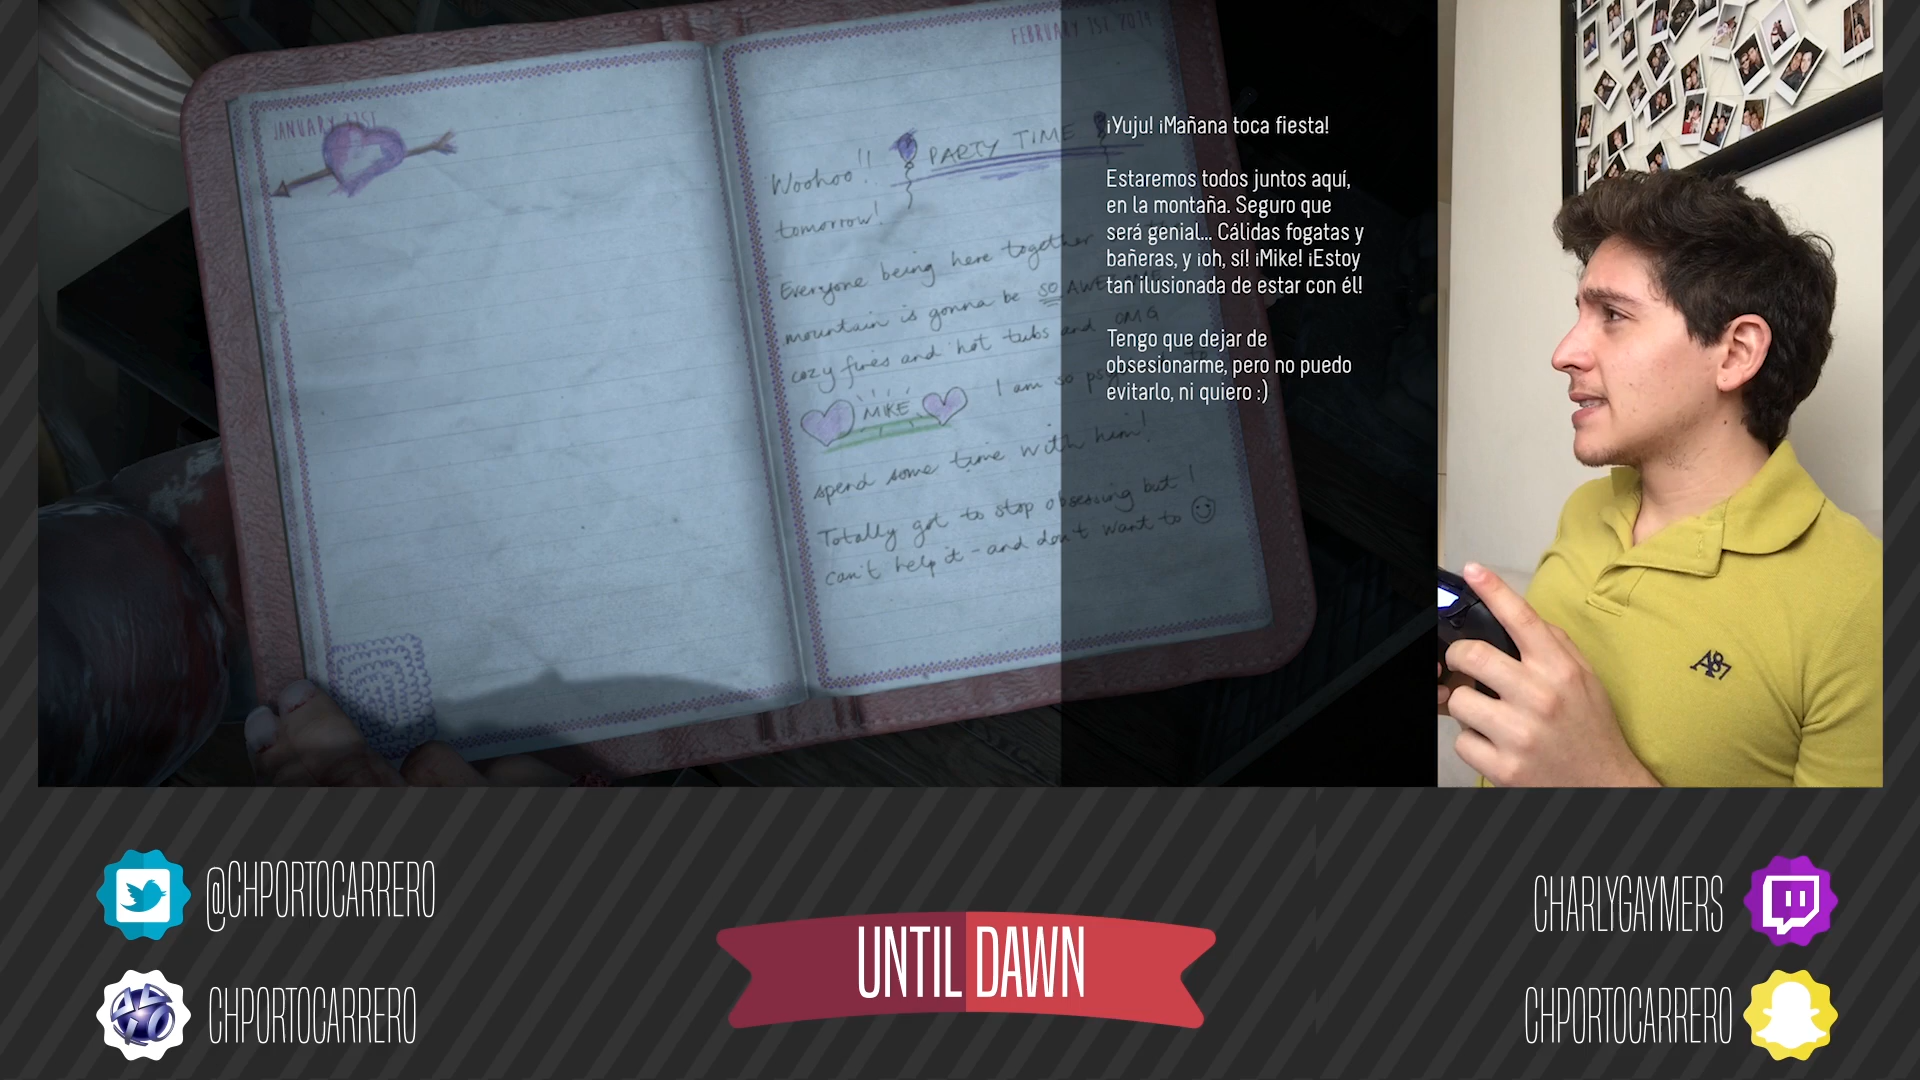 JANUARY 31ST
FEBRUARY 1ST 2014
Woohoo!! PARTY TIME
tomorrow!
Everyone being here together
mountain is gonna be SO AWESOME
cozy fires and hot tubs and OMG
MIKE I am so
spend some time with him!
Totally got to stop obsessing but I
can't help it - and don't want to
¡Yuju! ¡Mañana toca fiesta!
Estaremos todos juntos aquí,
en la montaña. Seguro que
será genial... Cálidas fogatas y
bañeras, y ¡oh, sí! ¡Mike! ¡Estoy
tan ilusionada de estar con él!
Tengo que dejar de
obsesionarme, pero no puedo
evitarlo, ni quiero :)
A87
@CHPORTOCARRERO
CHPORTOCARRERO
UNTIL DAWN
CHARLYGAYMERS
CHPORTOCARRERO